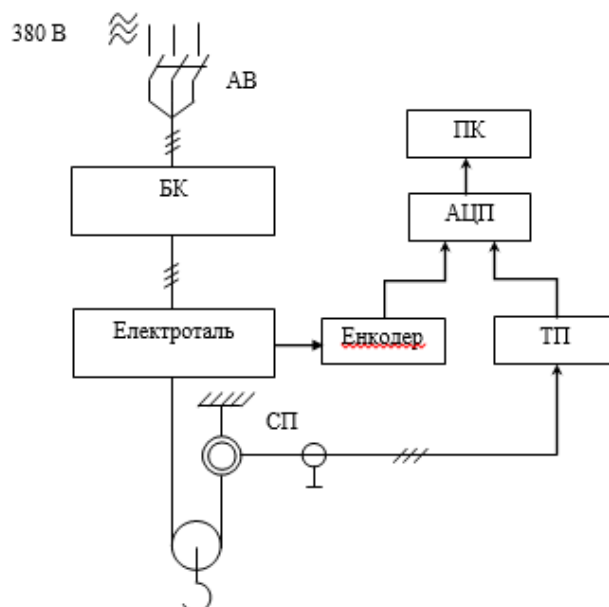 380 В
АВ
ПК
БК
АЦП
Електроталь
Енкодер
ТП
СП